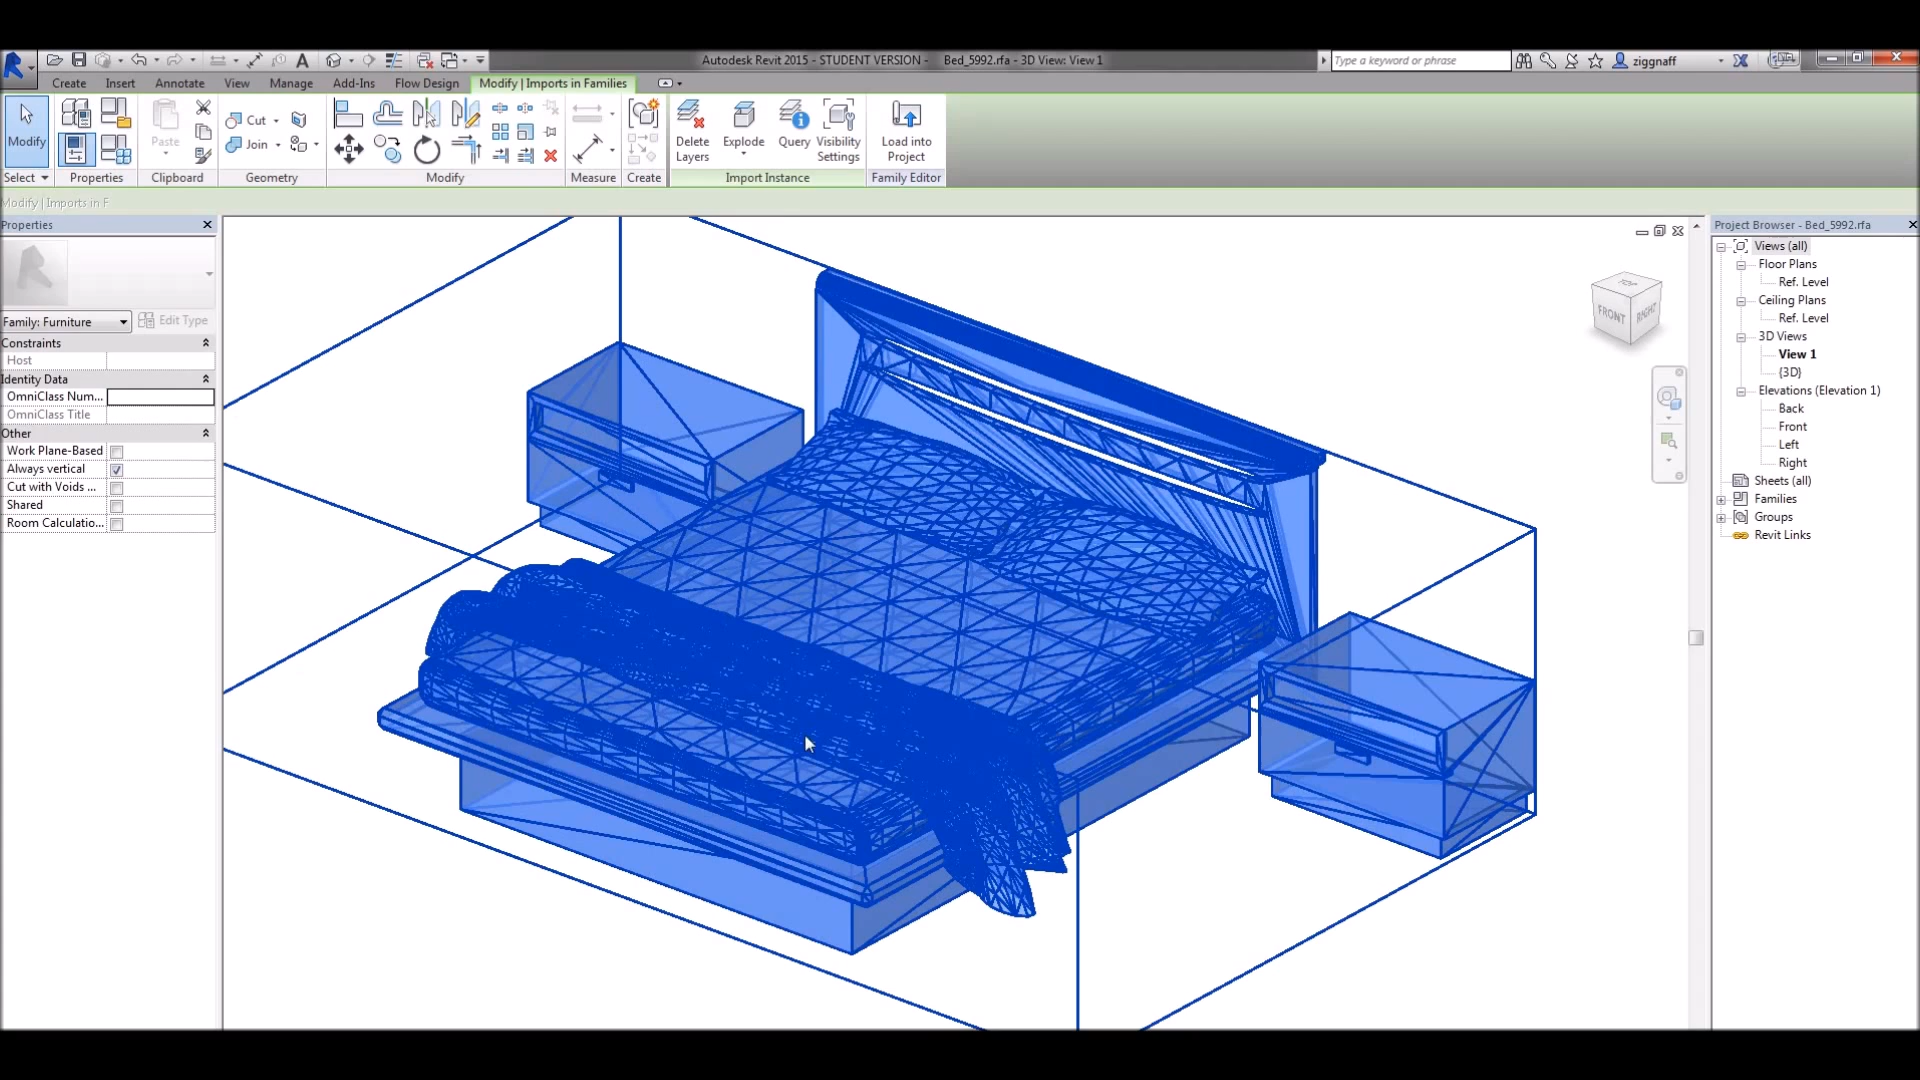 Autodesk Revit 2015 - STUDENT VERSION - Bed_5992.rfa - 3D View: View 1
Type a keyword or phrase
ziggnaff
Create Insert Annotate View Manage Add-Ins Flow Design Modify | Imports in Families
Modify
Paste
Cut
Join
Delete Layers
Explode
Query
Visibility Settings
Load into Project
Select Properties Clipboard Geometry Modify Measure Create Import Instance Family Editor
Modify | Imports in F
Properties
Family: Furniture
Edit Type
Constraints
Host
Identity Data
OmniClass Num...
OmniClass Title
Other
Work Plane-Based
Always vertical
Cut with Voids ...
Shared
Room Calculatio...
TOP
FRONT
RIGHT
Project Browser - Bed_5992.rfa
Views (all)
Floor Plans
Ref. Level
Ceiling Plans
Ref. Level
3D Views
View 1
{3D}
Elevations (Elevation 1)
Back
Front
Left
Right
Sheets (all)
Families
Groups
Revit Links